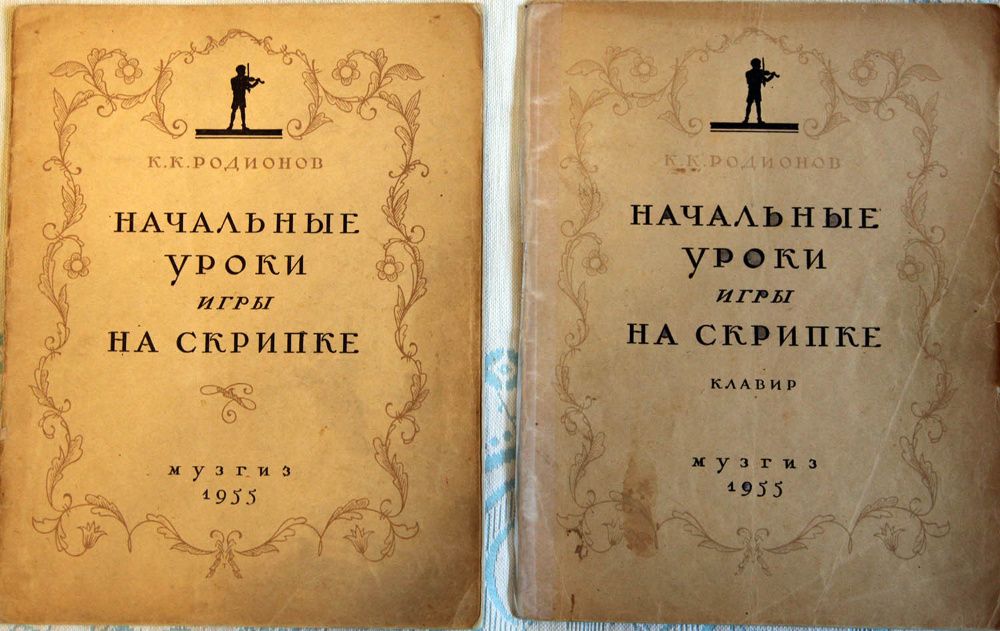 К.К.РОДИОНОВ
НАЧАЛЬНЫЕ
УРОКИ
ИГРЫ
НА СКРИПКЕ
МУЗГИЗ
1955
К.К.РОДИОНОВ
НАЧАЛЬНЫЕ
УРОКИ
ИГРЫ
НА СКРИПКЕ
КЛАВИР
МУЗГИЗ
1955